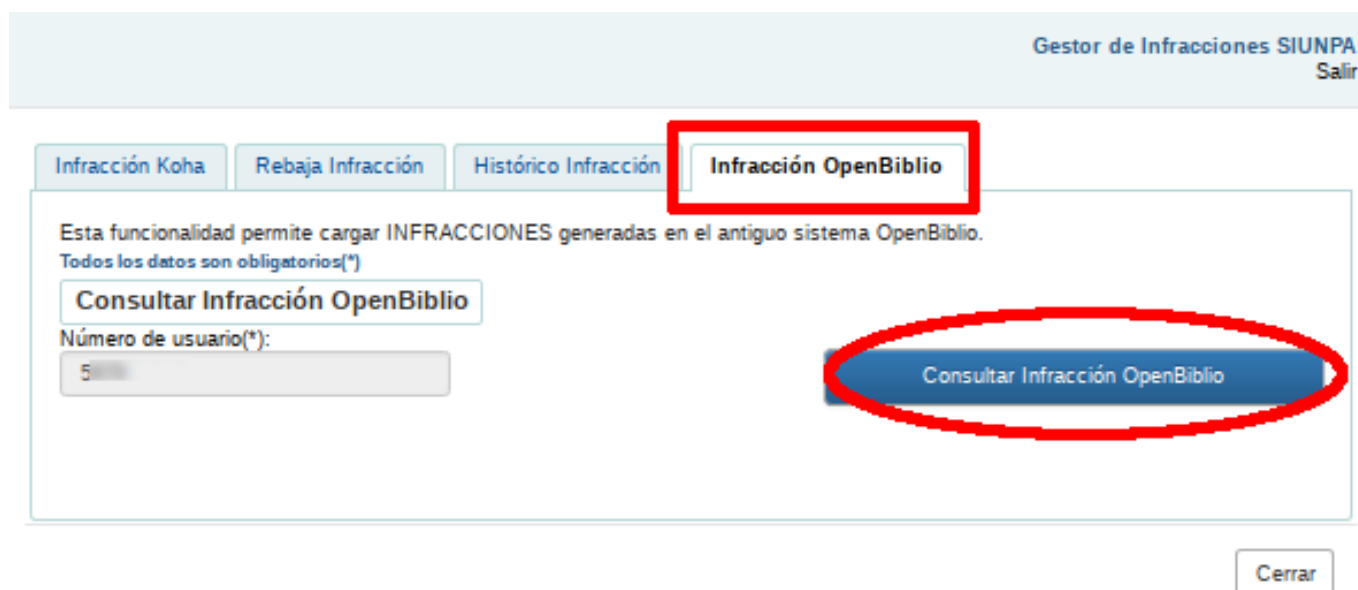 Gestor de Infracciones SIUNPA
Salir
Infracción Koha Rebaja Infracción Histórico Infracción Infracción OpenBiblio
Esta funcionalidad permite cargar INFRACCIONES generadas en el antiguo sistema OpenBiblio.
Todos los datos son obligatorios(*)
Consultar Infracción OpenBiblio
Número de usuario(*):
5
Consultar Infracción OpenBiblio
Cerrar